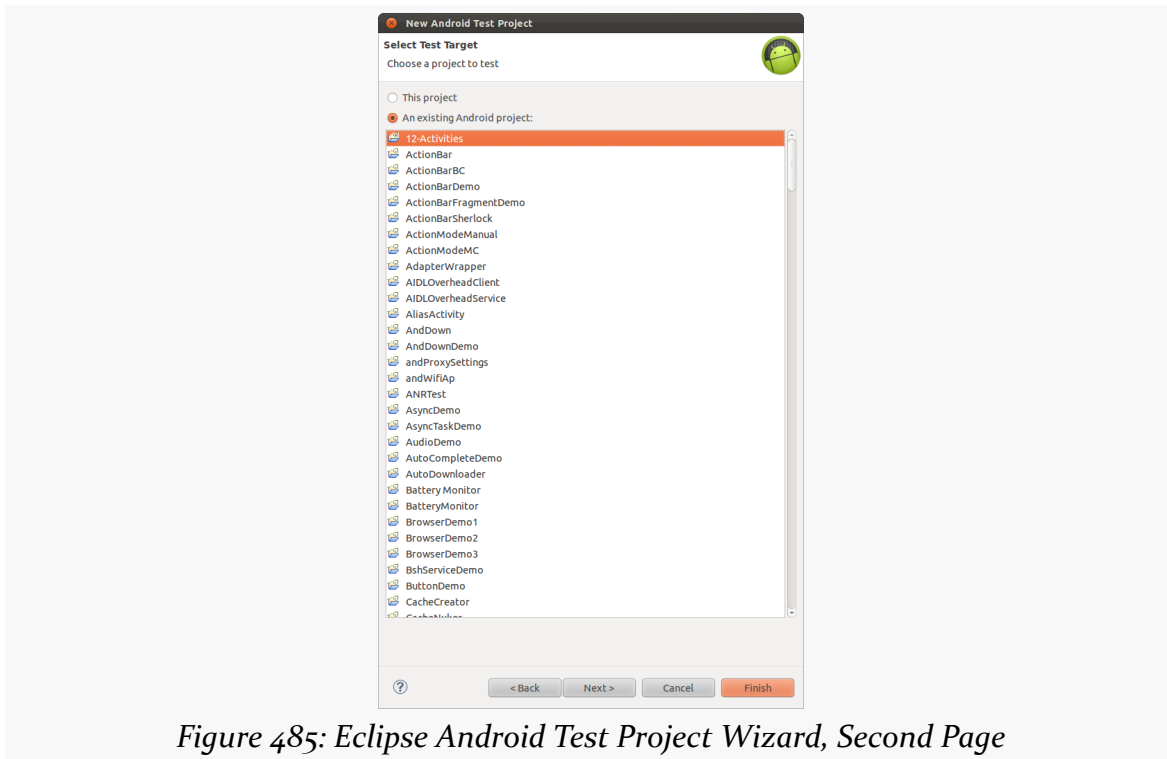 New Android Test Project
Select Test Target
Choose a project to test
This project
An existing Android project:
12-Activities
ActionBar
ActionBarBC
ActionBarDemo
ActionBarFragmentDemo
ActionBarSherlock
ActionModeManual
ActionModeMC
AdapterWrapper
AIDLOverheadClient
AIDLOverheadService
AliasActivity
AndDown
AndDownDemo
andProxySettings
andWifiAp
ANRTest
AsyncDemo
AsyncTaskDemo
AudioDemo
AutoCompleteDemo
AutoDownloader
Battery Monitor
BatteryMonitor
BrowserDemo1
BrowserDemo2
BrowserDemo3
BshServiceDemo
ButtonDemo
CacheCreator
< Back Next > Cancel Finish
Figure 485: Eclipse Android Test Project Wizard, Second Page